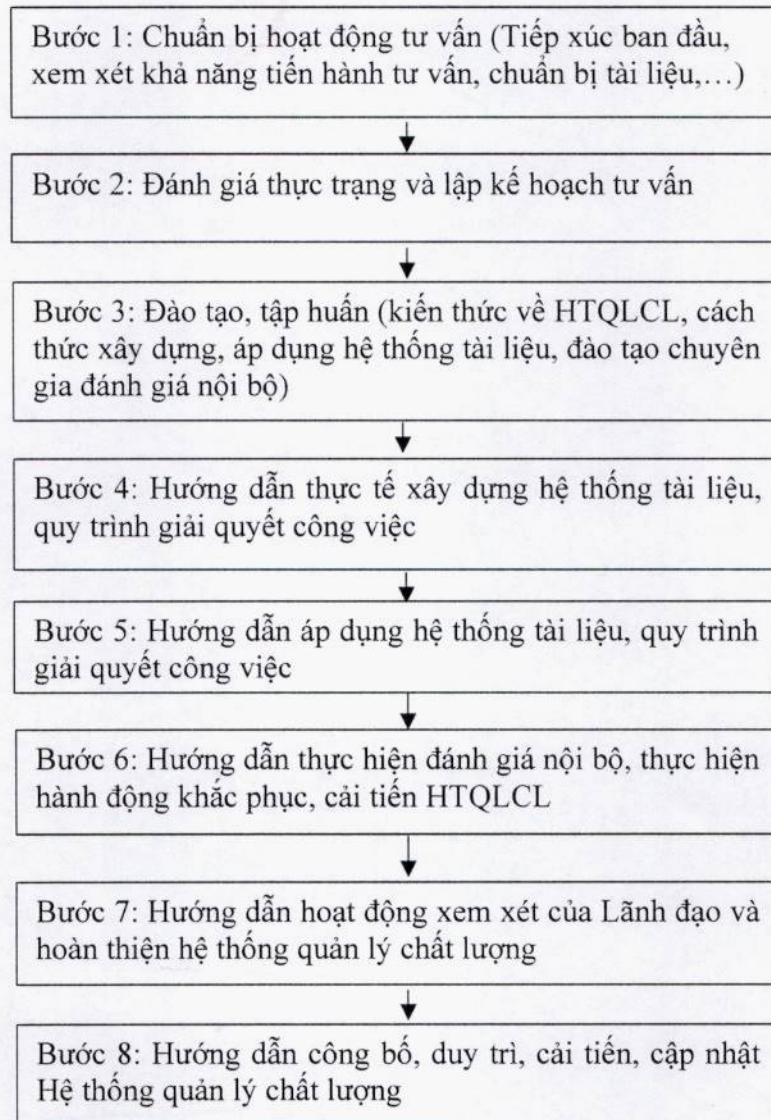 Bước 1: Chuẩn bị hoạt động tư vấn (Tiếp xúc ban đầu,
xem xét khả năng tiến hành tư vấn, chuẩn bị tài liệu,…)
Bước 2: Đánh giá thực trạng và lập kế hoạch tư vấn
Bước 3: Đào tạo, tập huấn (kiến thức về HTQLCL, cách
thức xây dựng, áp dụng hệ thống tài liệu, đào tạo chuyên
gia đánh giá nội bộ)
Bước 4: Hướng dẫn thực tế xây dựng hệ thống tài liệu,
quy trình giải quyết công việc
Bước 5: Hướng dẫn áp dụng hệ thống tài liệu, quy trình
giải quyết công việc
Bước 6: Hướng dẫn thực hiện đánh giá nội bộ, thực hiện
hành động khắc phục, cải tiến HTQLCL
Bước 7: Hướng dẫn hoạt động xem xét của Lãnh đạo và
hoàn thiện hệ thống quản lý chất lượng
Bước 8: Hướng dẫn công bố, duy trì, cải tiến, cập nhật
Hệ thống quản lý chất lượng